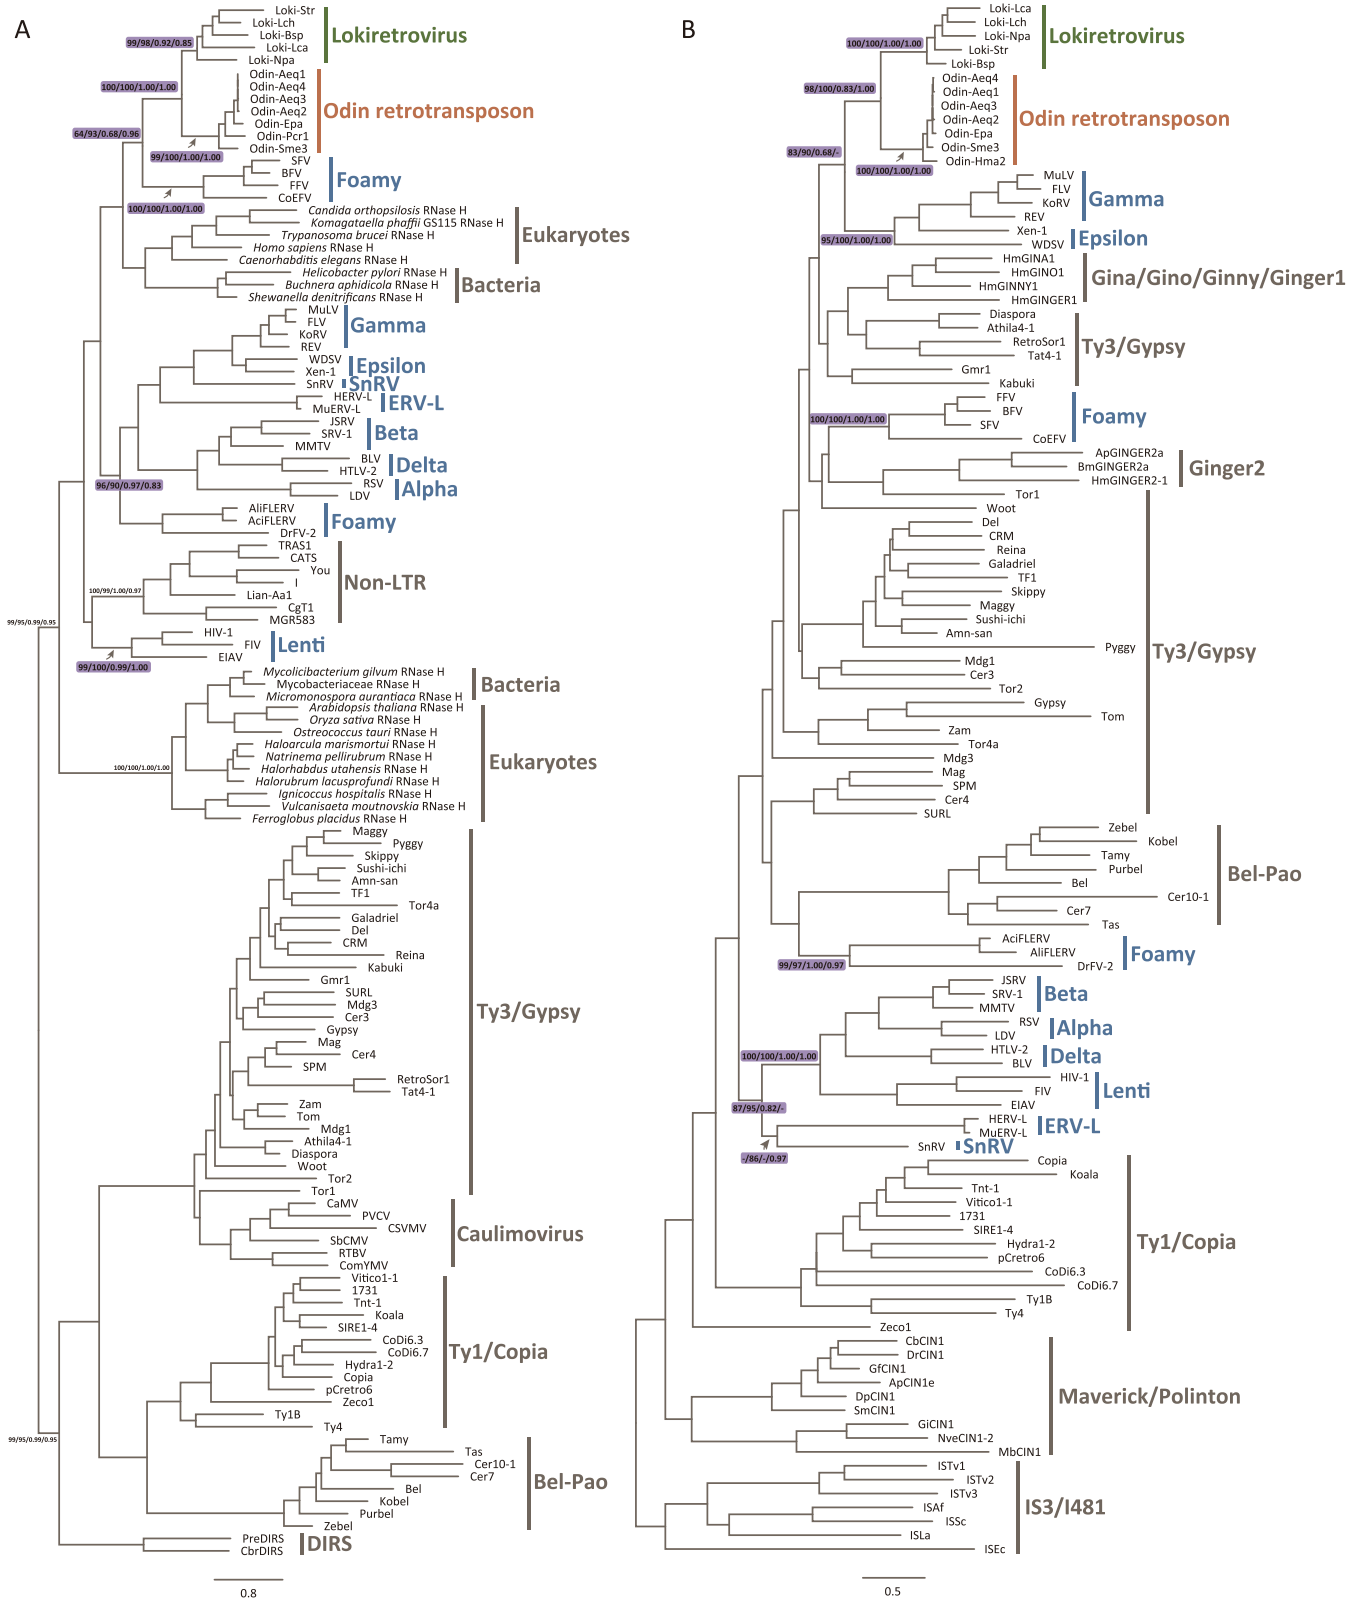 A
Loki-Str
Loki-Lch
Loki-Bsp
Loki-Lca
Loki-Npa
Lokiretrovirus
99/98/0.92/0.85
100/100/1.00/1.00
Odin-Aeq1
Odin-Aeq4
Odin-Aeq3
Odin-Aeq2
Odin-Epa
Odin-Pcr1
Odin-Sme3
Odin retrotransposon
64/93/0.68/0.96
99/100/1.00/1.00
SFV
BFV
FFV
CoEFV
Foamy
100/100/1.00/1.00
Candida orthopsilosis RNase H
Komagataella phaffii GS115 RNase H
Trypanosoma brucei RNase H
Homo sapiens RNase H
Caenorhabditis elegans RNase H
Eukaryotes
Helicobacter pylori RNase H
Buchnera aphidicola RNase H
Shewanella denitrificans RNase H
Bacteria
MuLV
FLV
KoRV
REV
Gamma
WDSV
Xen-1
Epsilon
SnRV
SnRV
HERV-L
MuERV-L
ERV-L
JSRV
SRV-1
MMTV
Beta
BLV
HTLV-2
Delta
RSV
LDV
Alpha
96/90/0.97/0.83
AliFLERV
AciFLERV
DrFV-2
Foamy
TRAS1
CATS
You
I
Lian-Aa1
CgT1
MGR583
Non-LTR
100/99/1.00/0.97
99/95/0.99/0.95
HIV-1
FIV
EIAV
Lenti
99/100/0.99/1.00
Mycolicibacterium gilvum RNase H
Mycobacteriaceae RNase H
Micromonospora aurantiaca RNase H
Bacteria
Arabidopsis thaliana RNase H
Oryza sativa RNase H
Ostreococcus tauri RNase H
Haloarcula marismortui RNase H
Natrinema pellirubrum RNase H
Halorhabdus utahensis RNase H
Halorubrum lacusprofundi RNase H
Ignicoccus hospitalis RNase H
Vulcanisaeta moutnovskia RNase H
Ferroglobus placidus RNase H
Eukaryotes
100/100/1.00/1.00
Maggy
Pyggy
Skippy
Sushi-ichi
Amn-san
TF1
Tor4a
Galadriel
Del
CRM
Reina
Kabuki
Gmr1
SURL
Mdg3
Cer3
Gypsy
Mag
Cer4
SPM
RetroSor1
Tat4-1
Zam
Tom
Mdg1
Athila4-1
Diaspora
Woot
Tor2
Tor1
Ty3/Gypsy
CaMV
PVCV
CSVMV
SbCMV
RTBV
ComYMV
Caulimovirus
Vitico1-1
1731
Tnt-1
Koala
SIRE1-4
CoDi6.3
CoDi6.7
Hydra1-2
Copia
pCretro6
Zeco1
Ty1B
Ty4
Ty1/Copia
99/95/0.99/0.95
Tamy
Tas
Cer10-1
Cer7
Bel
Kobel
Purbel
Zebel
Bel-Pao
PreDIRS
CbrDIRS
DIRS
0.8
B
Loki-Lca
Loki-Lch
Loki-Npa
Loki-Str
Loki-Bsp
Lokiretrovirus
100/100/1.00/1.00
98/100/0.83/1.00
Odin-Aeq4
Odin-Aeq1
Odin-Aeq3
Odin-Aeq2
Odin-Epa
Odin-Sme3
Odin-Hma2
Odin retrotransposon
83/90/0.68/-
100/100/1.00/1.00
MuLV
FLV
KoRV
REV
Gamma
Xen-1
WDSV
Epsilon
95/100/1.00/1.00
HmGINA1
HmGINO1
HmGINNY1
HmGINGER1
Gina/Gino/Ginny/Ginger1
Diaspora
Athila4-1
RetroSor1
Tat4-1
Gmr1
Kabuki
Ty3/Gypsy
FFV
BFV
SFV
CoEFV
Foamy
100/100/1.00/1.00
ApGINGER2a
BmGINGER2a
HmGINGER2-1
Ginger2
Tor1
Woot
Del
CRM
Reina
Galadriel
TF1
Skippy
Maggy
Sushi-ichi
Amn-san
Pyggy
Mdg1
Cer3
Tor2
Gypsy
Tom
Zam
Tor4a
Mdg3
Mag
SPM
Cer4
SURL
Ty3/Gypsy
Zebel
Kobel
Tamy
Purbel
Bel
Cer10-1
Cer7
Tas
Bel-Pao
AciFLERV
AliFLERV
DrFV-2
Foamy
99/97/1.00/0.97
JSRV
SRV-1
MMTV
Beta
RSV
LDV
Alpha
HTLV-2
BLV
Delta
100/100/1.00/1.00
HIV-1
FIV
EIAV
Lenti
87/95/0.82/-
HERV-L
MuERV-L
ERV-L
SnRV
SnRV
-/86/-/0.97
Copia
Koala
Tnt-1
Vitico1-1
1731
SIRE1-4
Hydra1-2
pCretro6
CoDi6.3
CoDi6.7
Ty1B
Ty4
Zeco1
Ty1/Copia
CbCIN1
DrCIN1
GfCIN1
ApCIN1e
DpCIN1
SmCIN1
GiCIN1
NveCIN1-2
MbCIN1
Maverick/Polinton
ISTv1
ISTv2
ISTv3
ISAf
ISSc
ISLa
ISEc
IS3/I481
0.5